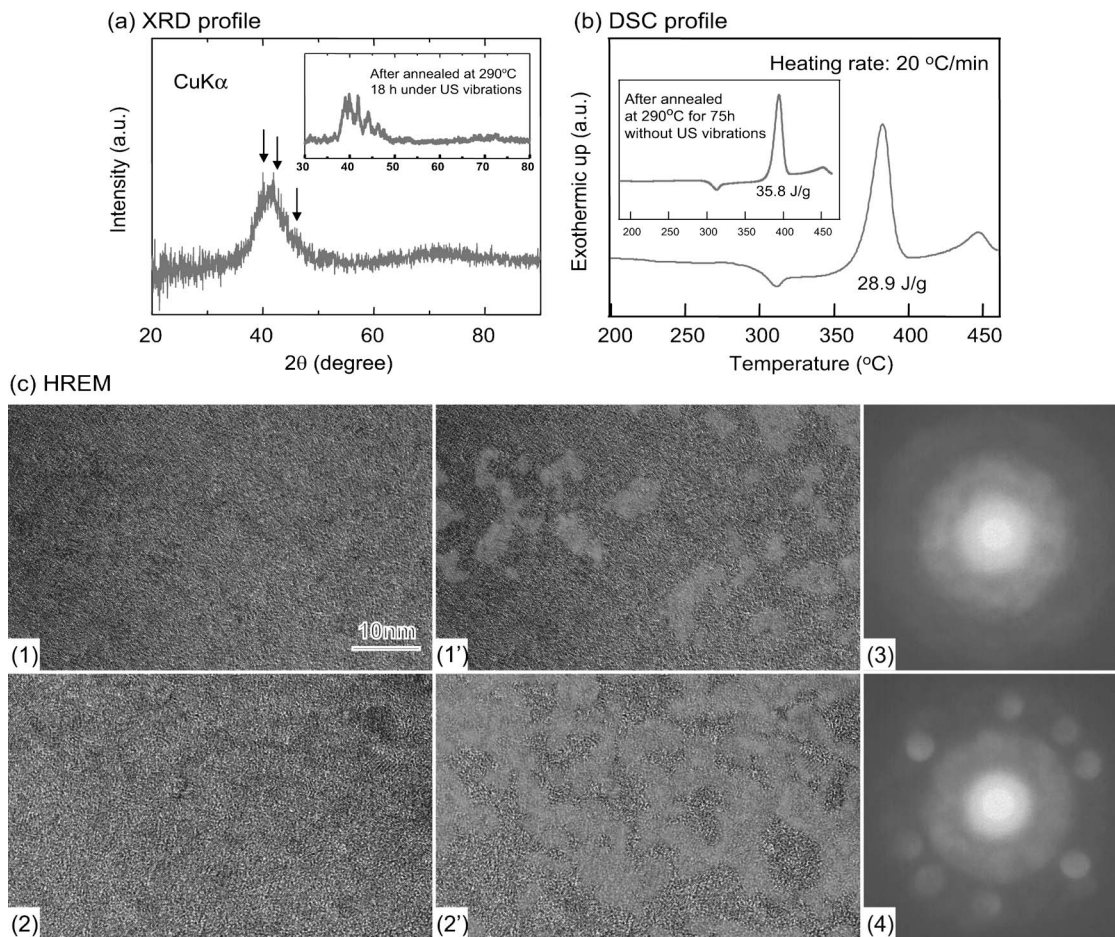 (a) XRD profile
CuKα
After annealed at 290°C
18 h under US vibrations
30 40 50 60 70 80
Intensity (a.u.)
20 40 60 80
2θ (degree)
(b) DSC profile
Heating rate: 20 °C/min
After annealed
at 290°C for 75h
without US vibrations
35.8 J/g
200 250 300 350 400 450
28.9 J/g
Exothermic up (a.u.)
200 250 300 350 400 450
Temperature (°C)
(c) HREM
10nm
(1)
(1')
(3)
(2)
(2')
(4)